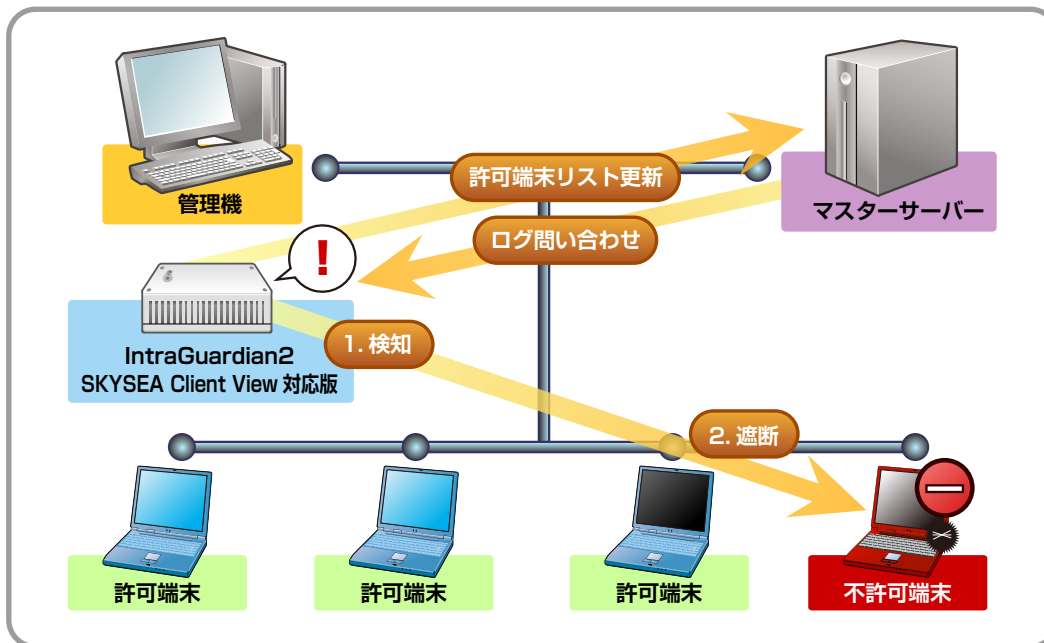 許可端末リスト更新
管理機
マスターサーバー
ログ問い合わせ
!
1. 検知
IntraGuardian2
SKYSEA Client View 対応版
2. 遮断
許可端末
許可端末
許可端末
不許可端末